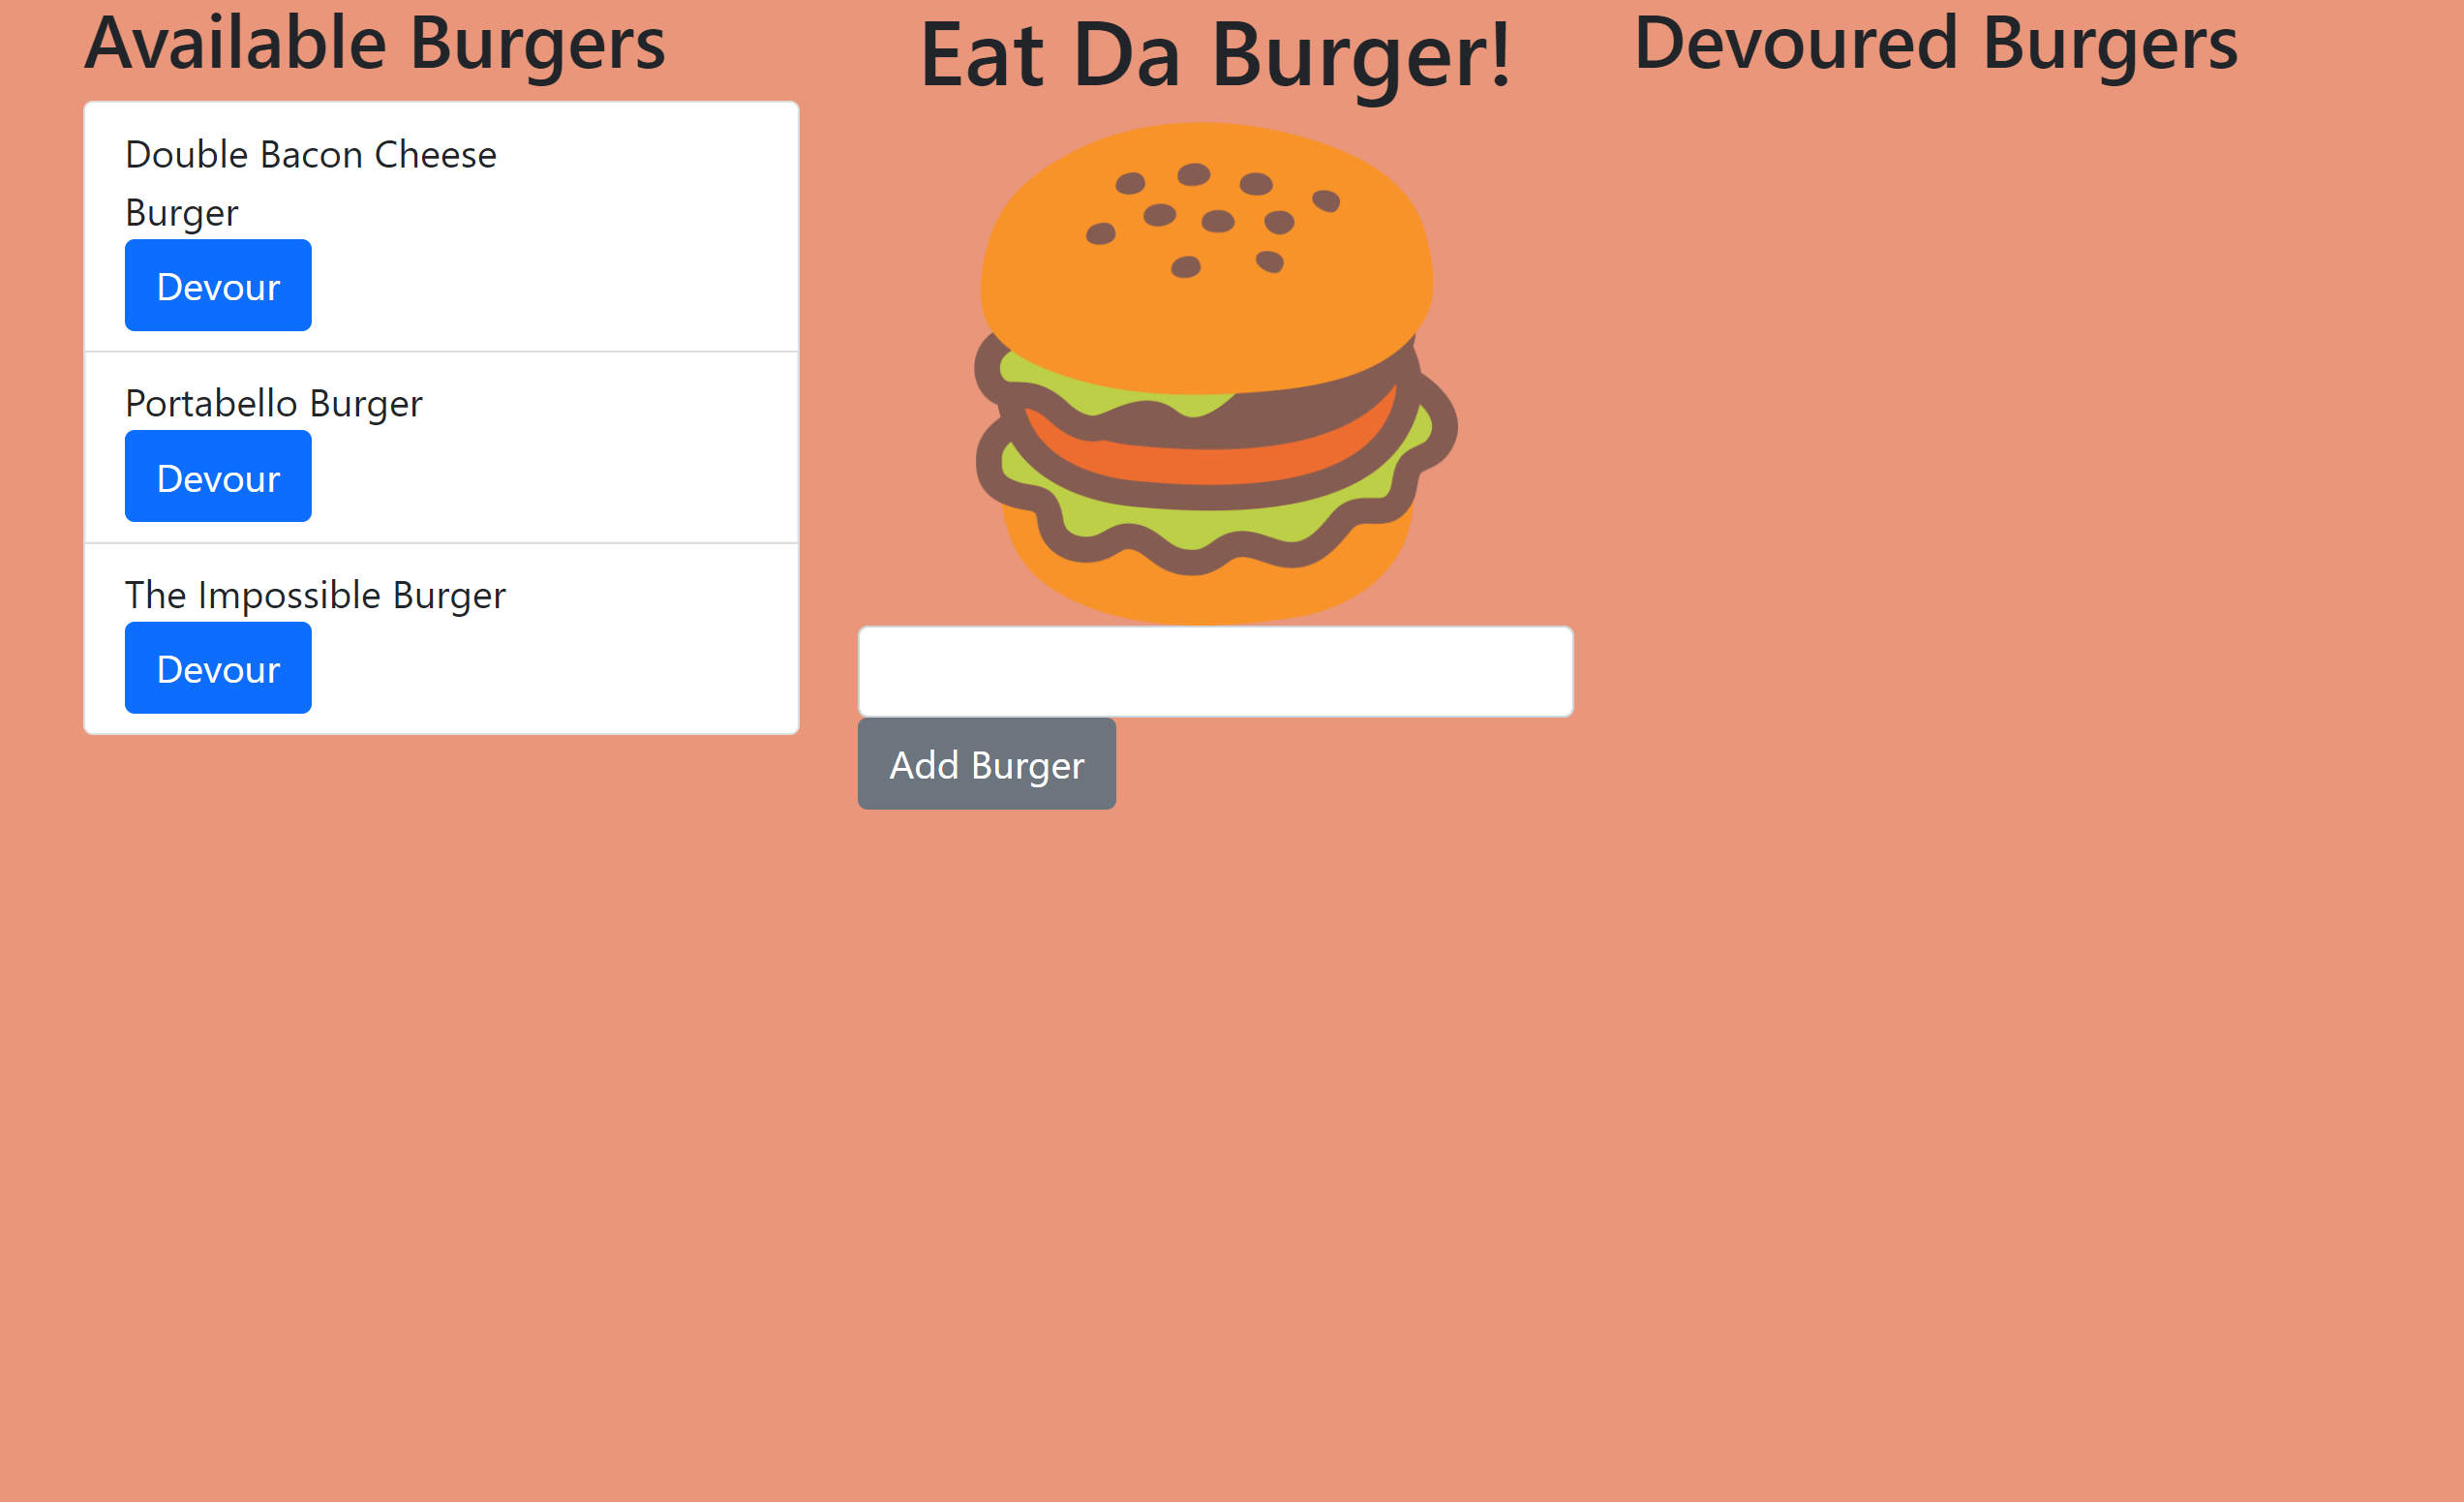 Available Burgers
Double Bacon Cheese
Burger
Devour
Portabello Burger
Devour
The Impossible Burger
Devour
Eat Da Burger!
Add Burger
Devoured Burgers